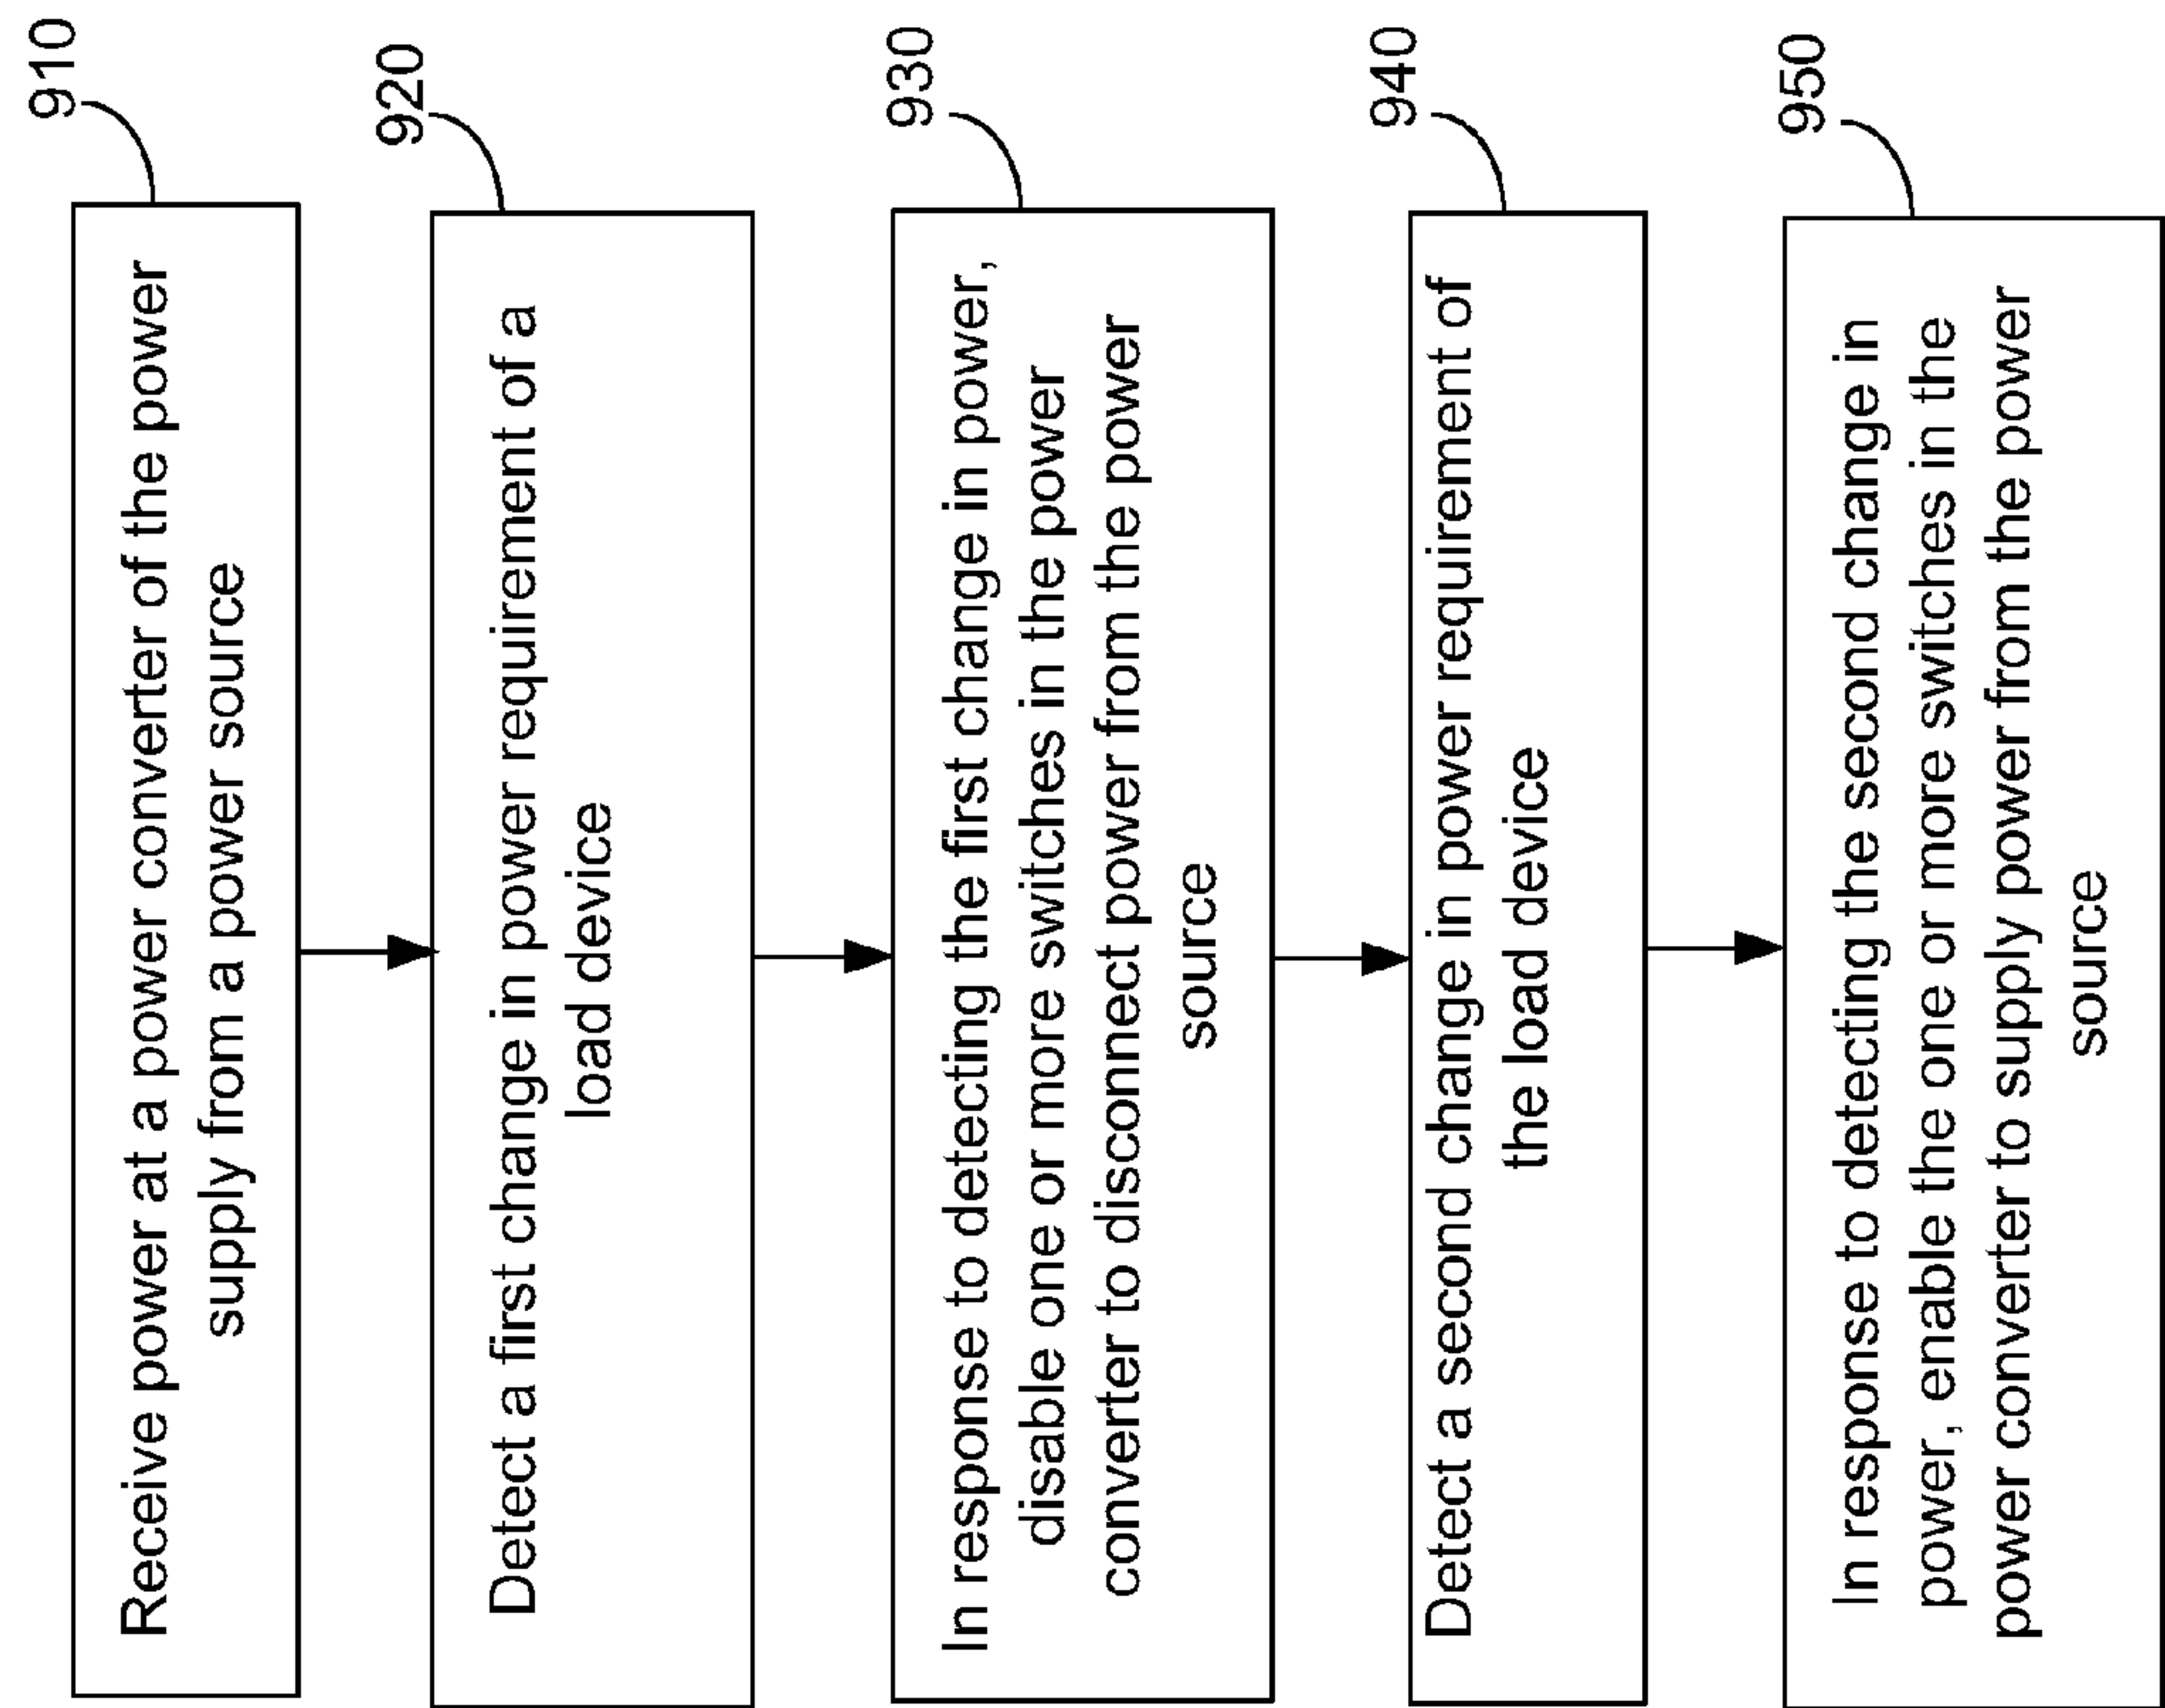 910
Receive power at a power converter of the power
supply from a power source
920
Detect a first change in power requirement of a
load device
930
In response to detecting the first change in power,
disable one or more switches in the power
converter to disconnect power from the power
source
940
Detect a second change in power requirement of
the load device
950
In response to detecting the second change in
power, enable the one or more switches in the
power converter to supply power from the power
source